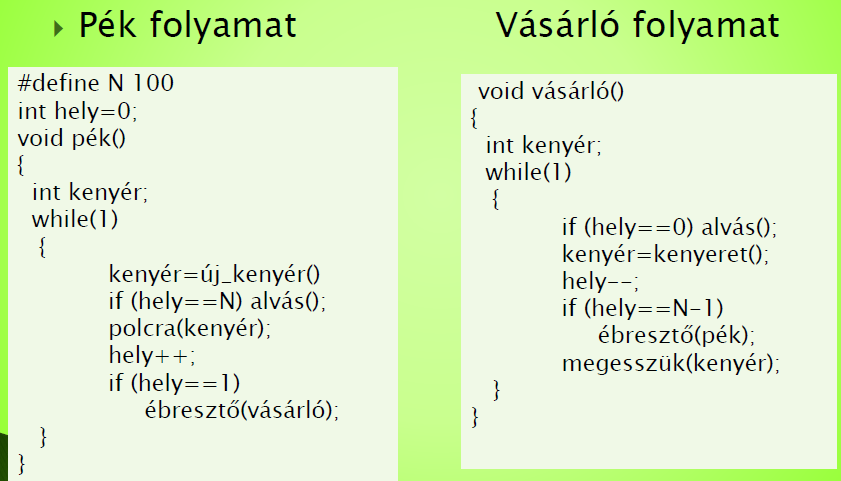 Pék folyamat
#define N 100
int hely=0;
void pék()
{
int kenyér;
while(1)
{
kenyér=új_kenyér()
if (hely==N) alvás();
polcra(kenyér);
hely++;
if (hely==1)
ébresztő(vásárló);
}
}
Vásárló folyamat
void vásárló()
{
int kenyér;
while(1)
{
if (hely==0) alvás();
kenyér=kenyeret();
hely--;
if (hely==N-1)
ébresztő(pék);
megesszük(kenyér);
}
}